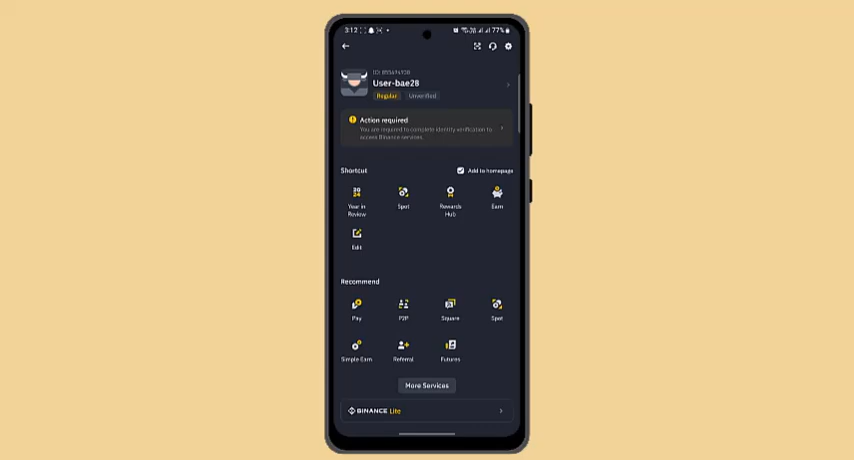 3:12
77%
User-bae28
Regular Unverified
Action required
You are required to complete identity verification to
access Binance services.
Shortcut Add to homepage
Year in
Review
Spot
Rewards
Hub
Earn
Edit
Recommend
Pay P2P Square Spot
Simple Earn Referral Futures
More Services
BINANCE Lite